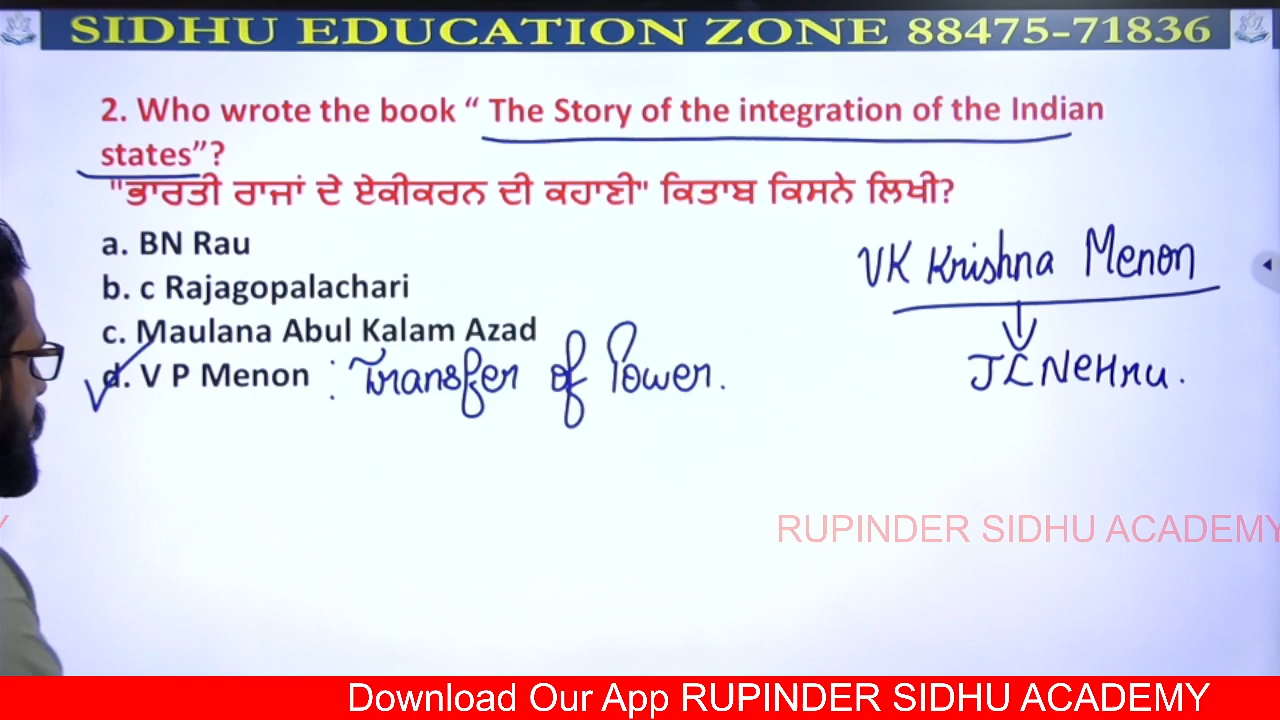 SIDHU EDUCATION ZONE 88475-71836
2. Who wrote the book “ The Story of the integration of the Indian
states”?
"ਭਾਰਤੀ ਰਾਜਾਂ ਦੇ ਏਕੀਕਰਨ ਦੀ ਕਹਾਣੀ" ਕਿਤਾਬ ਕਿਸਨੇ ਲਿਖੀ?
a. BN Rau
b. c Rajagopalachari
c. Maulana Abul Kalam Azad
d. V P Menon : Transfer of Power.
VK Krishna Menon
JLNeHru.
RUPINDER SIDHU ACADEMY
Download Our App RUPINDER SIDHU ACADEMY